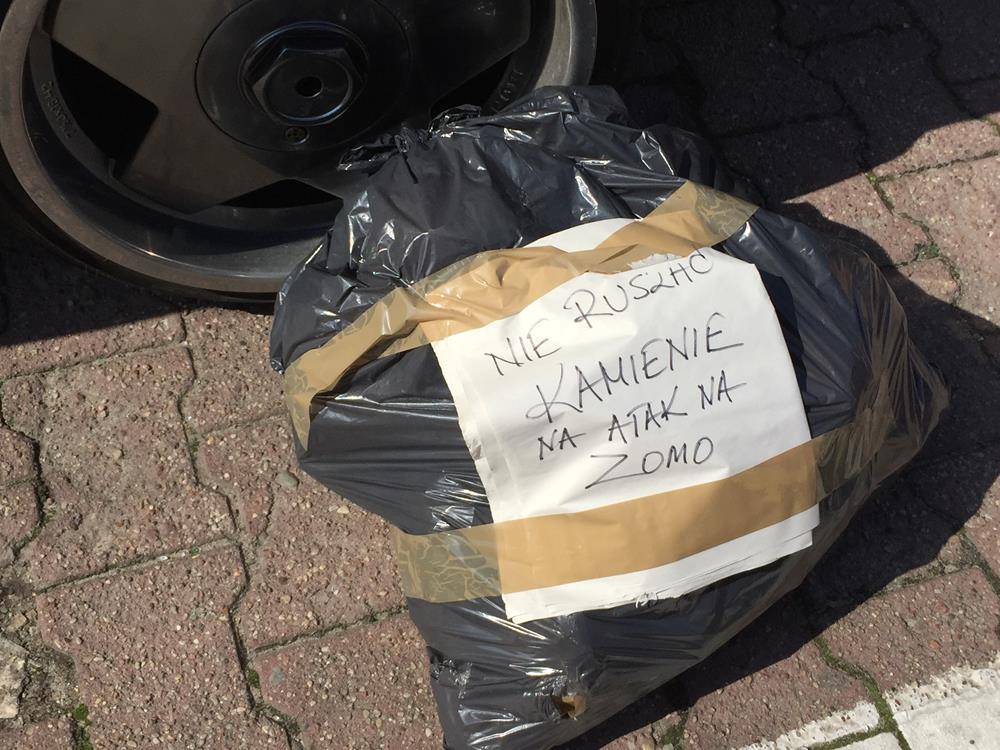 NIE RUSZAĆ
KAMIENIE
NA ATAK NA
ZOMO